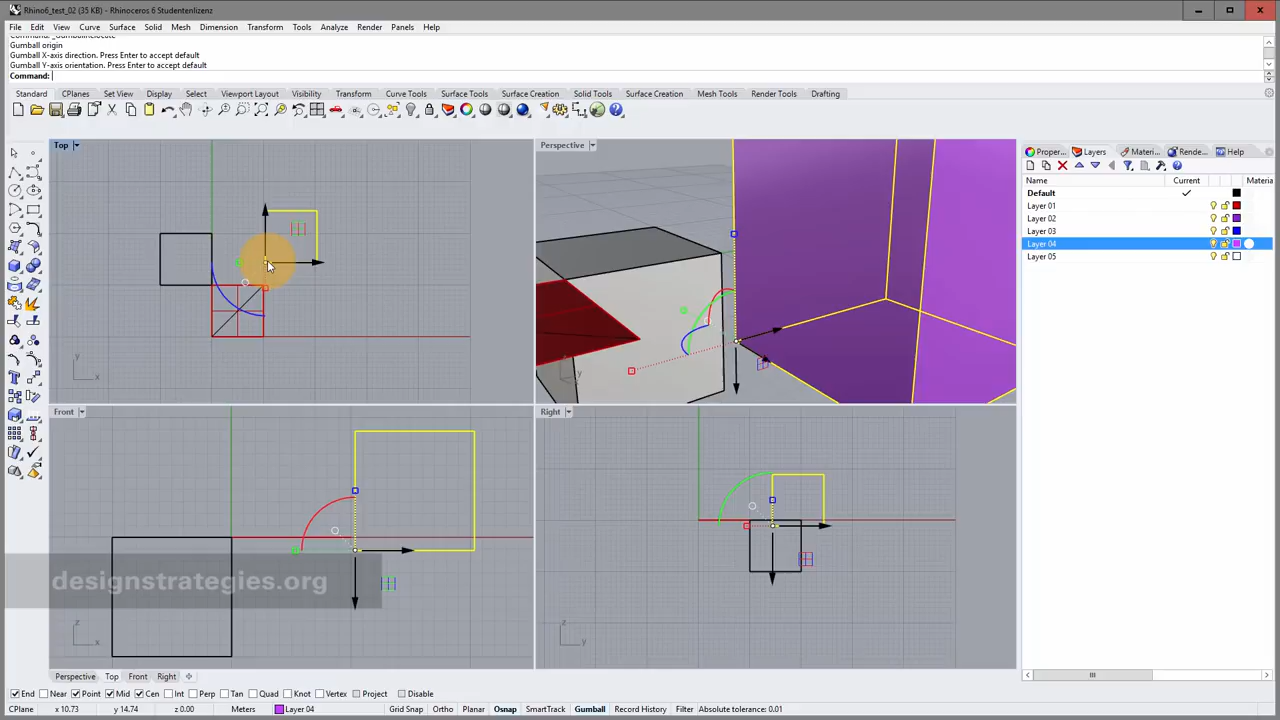 Rhino6_test_02 (35 KB) - Rhinoceros 6 Studentenlizenz
File Edit View Curve Surface Solid Mesh Dimension Transform Tools Analyze Render Panels Help
Gumball origin
Gumball X-axis direction. Press Enter to accept default
Gumball Y-axis orientation. Press Enter to accept default
Command:
Standard CPlanes Set View Display Select Viewport Layout Visibility Transform Curve Tools Surface Tools Surface Creation Solid Tools Surface Creation Mesh Tools Render Tools Drafting
Top
Perspective
Proper... Layers Materi... Rende... Help
Name Current Material
Default
Layer 01
Layer 02
Layer 03
Layer 04
Layer 05
y
x
y
Front
Right
designstrategies.org
z
x
z
y
Perspective Top Front Right
End Near Point Mid Cen Int Perp Tan Quad Knot Vertex Project Disable
CPlane x 10.73 y 14.74 z 0.00 Meters Layer 04 Grid Snap Ortho Planar Osnap SmartTrack Gumball Record History Filter Absolute tolerance: 0.01